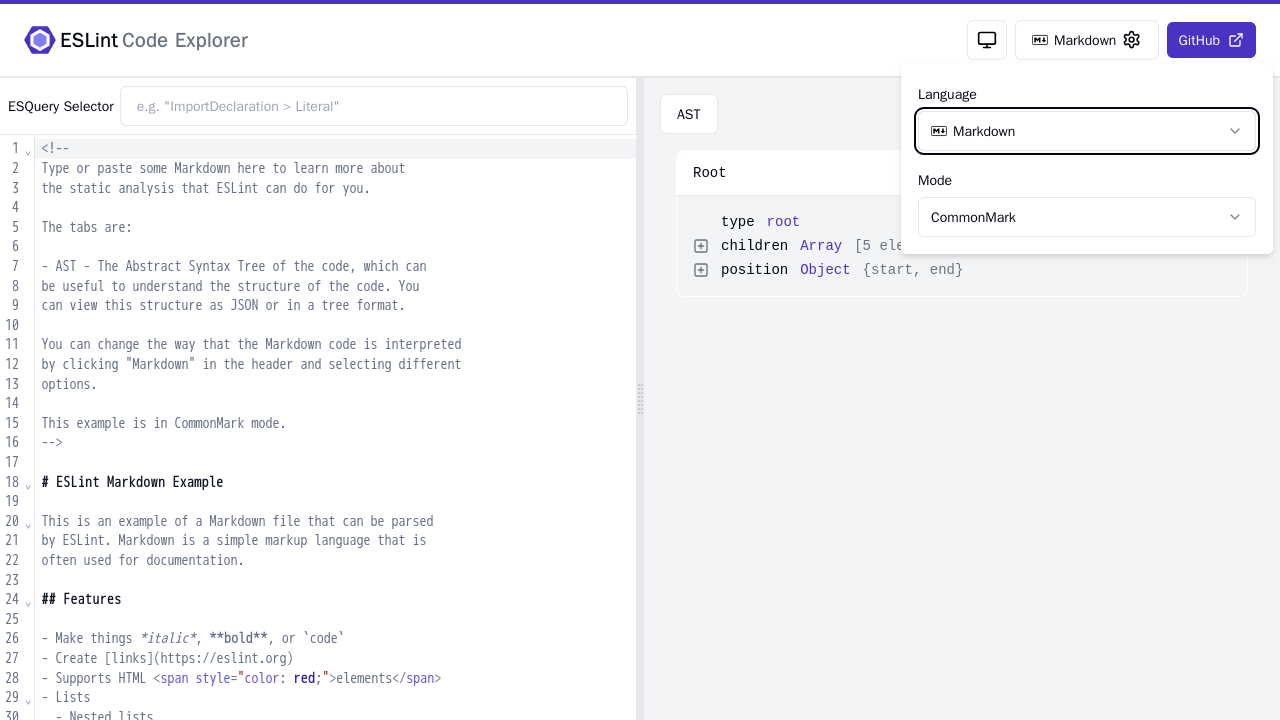 ESLint Code Explorer
Markdown
GitHub
ESQuery Selector
e.g. "ImportDeclaration > Literal"
1 <!--
2 Type or paste some Markdown here to learn more about
3 the static analysis that ESLint can do for you.
4
5 The tabs are:
6
7 - AST - The Abstract Syntax Tree of the code, which can
8 be useful to understand the structure of the code. You
9 can view this structure as JSON or in a tree format.
10
11 You can change the way that the Markdown code is interpreted
12 by clicking "Markdown" in the header and selecting different
13 options.
14
15 This example is in CommonMark mode.
16 -->
17
18 # ESLint Markdown Example
19
20 This is an example of a Markdown file that can be parsed
21 by ESLint. Markdown is a simple markup language that is
22 often used for documentation.
23
24 ## Features
25
26 - Make things *italic*, **bold**, or `code`
27 - Create [links](https://eslint.org)
28 - Supports HTML <span style="color: red;">elements</span>
29 - Lists
30   - Nested lists
AST
Root
type root
children Array [5 ele
position Object {start, end}
Language
Markdown
Mode
CommonMark